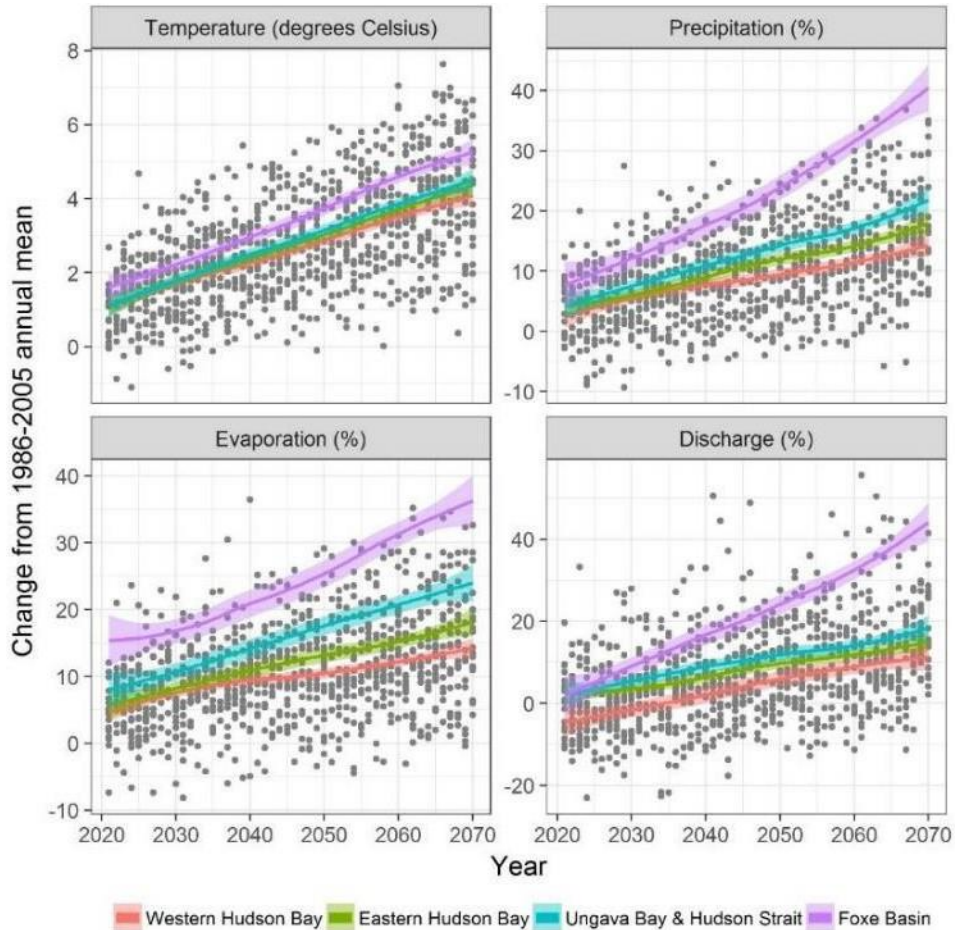 Temperature (degrees Celsius)
Precipitation (%)
8
6
4
2
0
40
30
20
10
0
-10
Change from 1986-2005 annual mean
Evaporation (%)
Discharge (%)
40
30
20
10
0
-10
40
20
0
-20
2020 2030 2040 2050 2060 2070
2020 2030 2040 2050 2060 2070
Year
Western Hudson Bay Eastern Hudson Bay Ungava Bay & Hudson Strait Foxe Basin